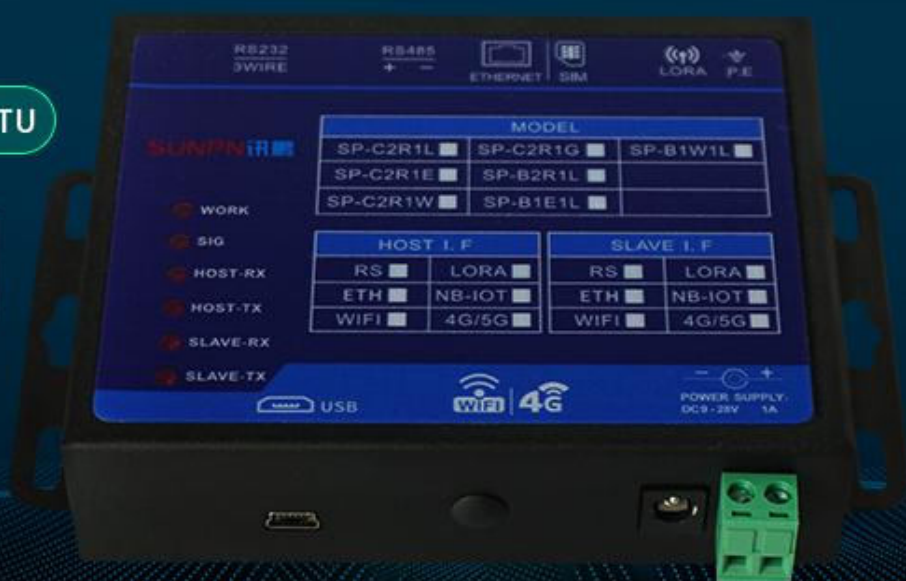 TU
RS232
3WIRE
RS485
+ -
ETHERNET
SIM
LORA
P.E
SUNPN讯鹏
MODEL
SP-C2R1L SP-C2R1G SP-B1W1L
SP-C2R1E SP-B2R1L
SP-C2R1W SP-B1E1L
WORK
SIG
HOST-RX
HOST-TX
SLAVE-RX
SLAVE-TX
HOST I. F
RS LORA
ETH NB-IOT
WIFI 4G/5G
SLAVE I. F
RS LORA
ETH NB-IOT
WIFI 4G/5G
USB
WiFi 4G
- +
POWER SUPPLY:
DC9-28V 1A